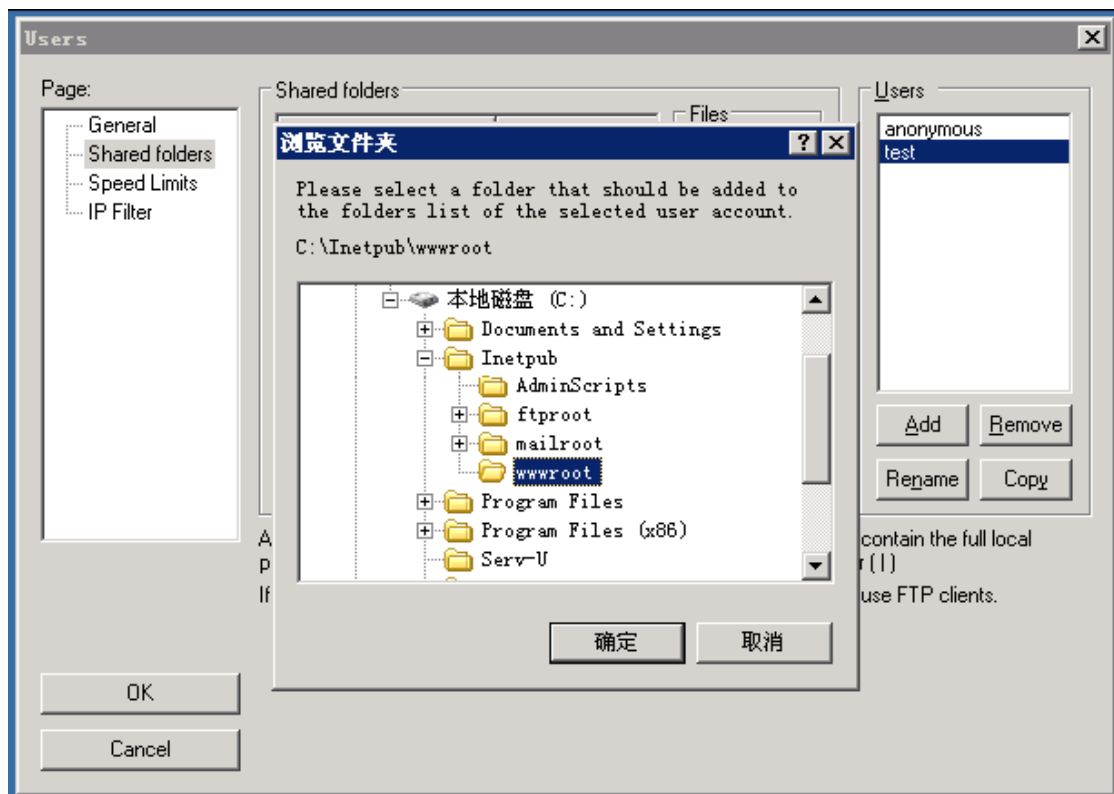 Users
Page:
General
Shared folders
Speed Limits
IP Filter
Shared folders
Files
浏览文件夹
Please select a folder that should be added to
the folders list of the selected user account.
C:\Inetpub\wwwroot
本地磁盘 (C:)
Documents and Settings
Inetpub
AdminScripts
ftproot
mailroot
wwwroot
Program Files
Program Files (x86)
Serv-U
确定
取消
Users
anonymous
test
Add
Remove
Rename
Copy
contain the full local
(|)
If
use FTP clients.
OK
Cancel